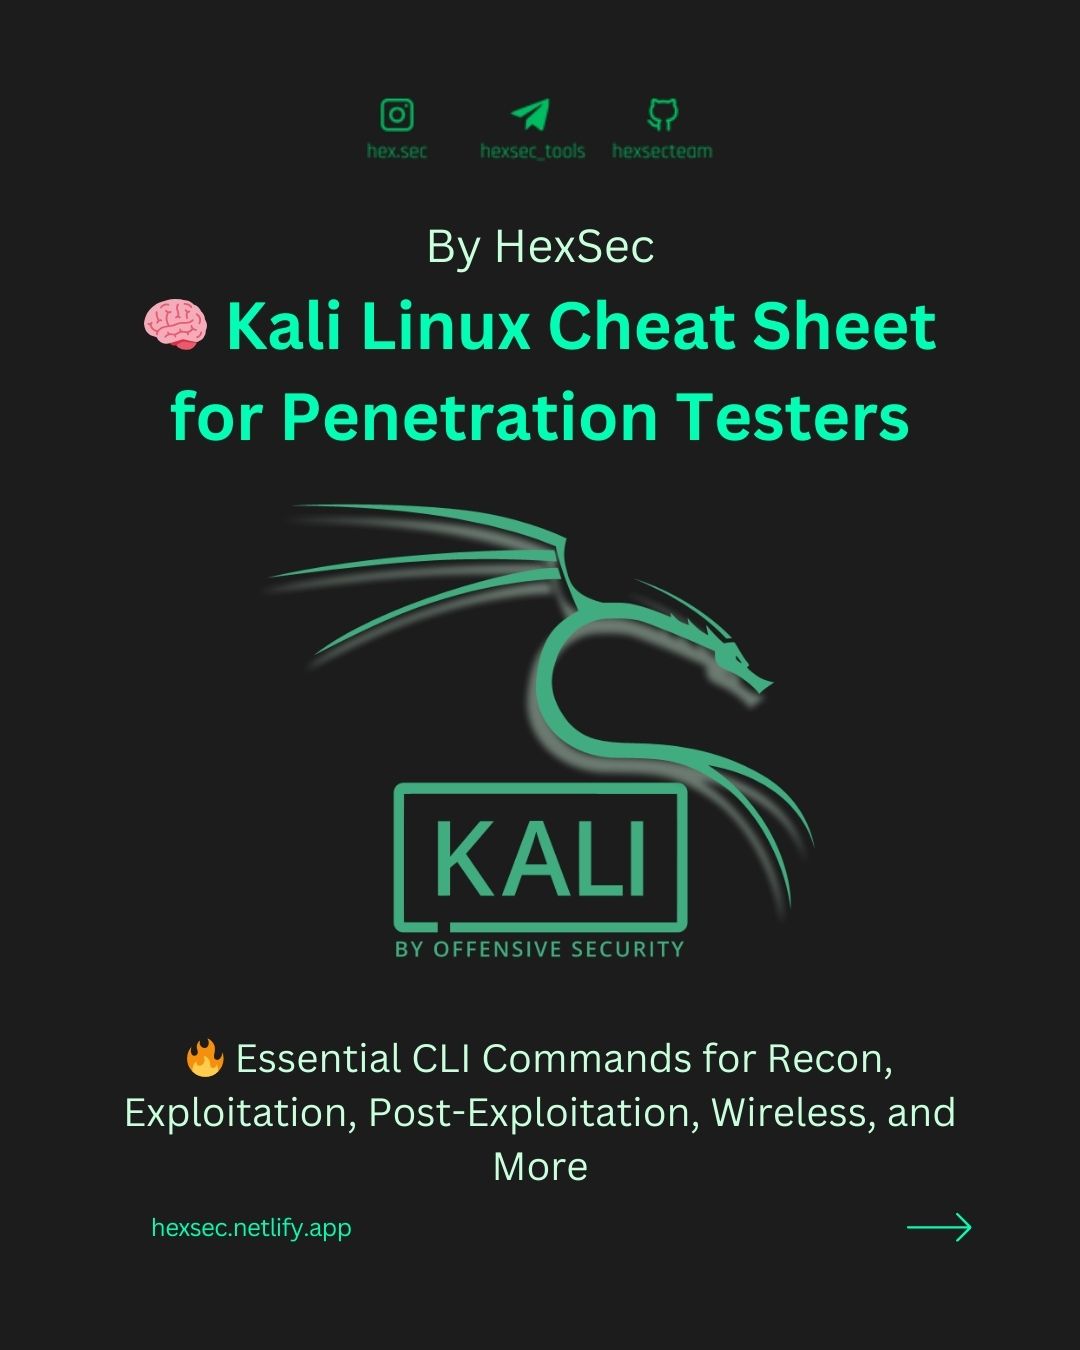 hex.sec hexsec_tools hexsecteam
By HexSec
🧠 Kali Linux Cheat Sheet
for Penetration Testers
KALI
BY OFFENSIVE SECURITY
🔥 Essential CLI Commands for Recon,
Exploitation, Post-Exploitation, Wireless, and
More
hexsec.netlify.app